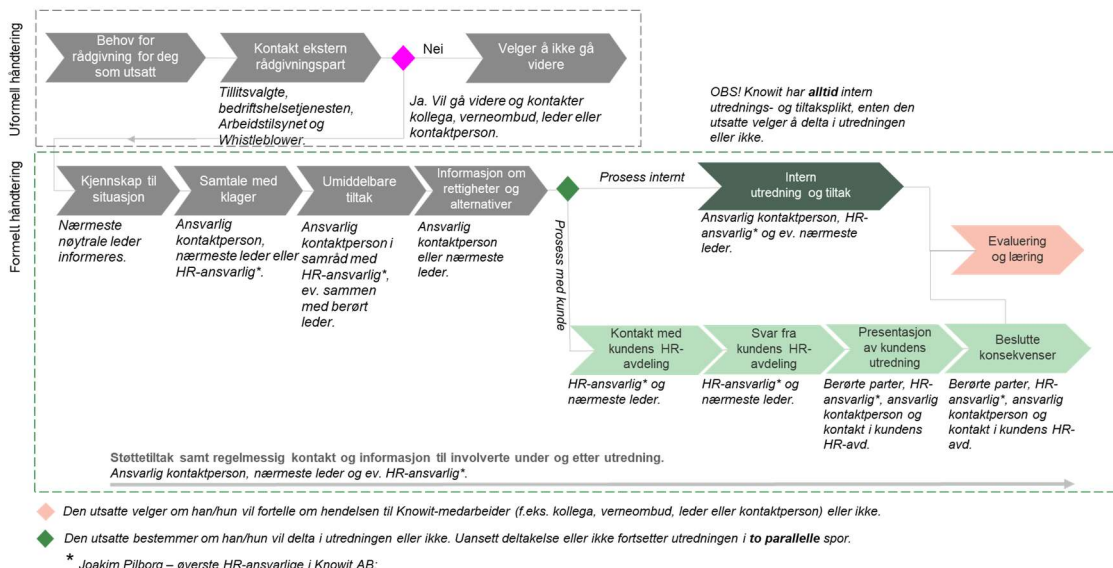 Uformell håndtering
Behov for
rådgivning for deg
som utsatt
Kontakt ekstern
rådgivningspart
Nei
Velger å ikke gå
videre
Tillitsvalgte,
bedriftshelsetjenesten,
Arbeidstilsynet og
Whistleblower.
Ja. Vil gå videre og kontakter
kollega, verneombud, leder eller
kontaktperson.
OBS! Knowit har alltid intern
utrednings- og tiltaksplikt, enten den
utsatte velger å delta i utredningen
eller ikke.
Formell håndtering
Kjennskap til
situasjon
Nærmeste
nøytrale leder
informeres.
Samtale med
klager
Ansvarlig
kontaktperson,
nærmeste leder eller
HR-ansvarlig*.
Umiddelbare
tiltak
Ansvarlig
kontaktperson i
samråd med
HR-ansvarlig*,
ev. sammen
med berørt
leder.
Informasjon om
rettigheter og
alternativer
Ansvarlig
kontaktperson
eller nærmeste
leder.
Prosess internt
Intern
utredning og tiltak
Ansvarlig kontaktperson, HR-
ansvarlig* og ev. nærmeste
leder.
Evaluering
og læring
Prosess med kunde
Kontakt med
kundens HR-
avdeling
HR-ansvarlig* og
nærmeste leder.
Svar fra
kundens HR-
avdeling
HR-ansvarlig* og
nærmeste leder.
Presentasjon
av kundens
utredning
Berørte parter, HR-
ansvarlig*, ansvarlig
kontaktperson og
kontakt i kundens
HR-avd.
Beslutte
konsekvenser
Berørte parter, HR-
ansvarlig*, ansvarlig
kontaktperson og
kontakt i kundens HR-
avd.
Støttetiltak samt regelmessig kontakt og informasjon til involverte under og etter utredning.
Ansvarlig kontaktperson, nærmeste leder og ev. HR-ansvarlig*.
Den utsatte velger om han/hun vil fortelle om hendelsen til Knowit-medarbeider (f.eks. kollega, verneombud, leder eller kontaktperson) eller ikke.
Den utsatte bestemmer om han/hun vil delta i utredningen eller ikke. Uansett deltakelse eller ikke fortsetter utredningen i to parallelle spor.
* Joakim Pilborg – øverste HR-ansvarlige i Knowit AB: